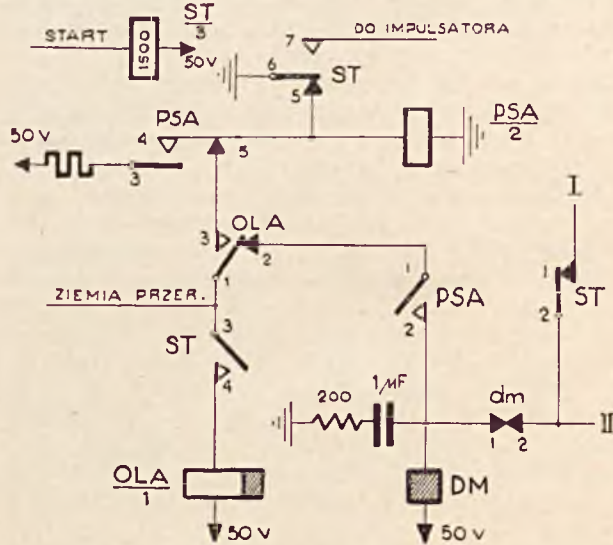 ST
3
START
1500
50V
7
DO IMPULSATORA
6
ST
5
PSA
4
5
50V
3
PSA
2
OLA
3
2
1
I
1
ST
2
1
PSA
2
ZIEMIA PRZER.
3
ST
4
200
1µF
dm
1 2
II
OLA
1
DM
50V
50V